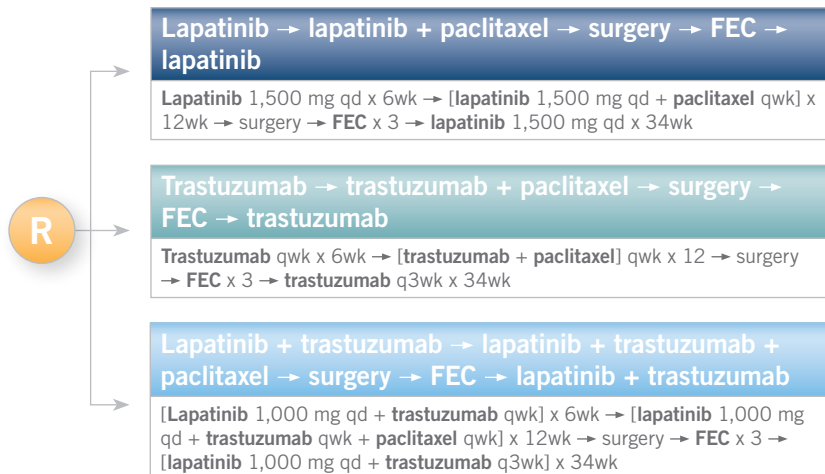 Lapatinib → lapatinib + paclitaxel → surgery → FEC →
lapatinib
Lapatinib 1,500 mg qd x 6wk → [lapatinib 1,500 mg qd + paclitaxel qwk] x
12wk → surgery → FEC x 3 → lapatinib 1,500 mg qd x 34wk
Trastuzumab → trastuzumab + paclitaxel → surgery →
FEC → trastuzumab
R
Trastuzumab qwk x 6wk → [trastuzumab + paclitaxel] qwk x 12 → surgery
→ FEC x 3 → trastuzumab q3wk x 34wk
Lapatinib + trastuzumab → lapatinib + trastuzumab +
paclitaxel → surgery → FEC → lapatinib + trastuzumab
[Lapatinib 1,000 mg qd + trastuzumab qwk] x 6wk → [lapatinib 1,000 mg
qd + trastuzumab qwk + paclitaxel qwk] x 12wk → surgery → FEC x 3 →
[lapatinib 1,000 mg qd + trastuzumab q3wk] x 34wk